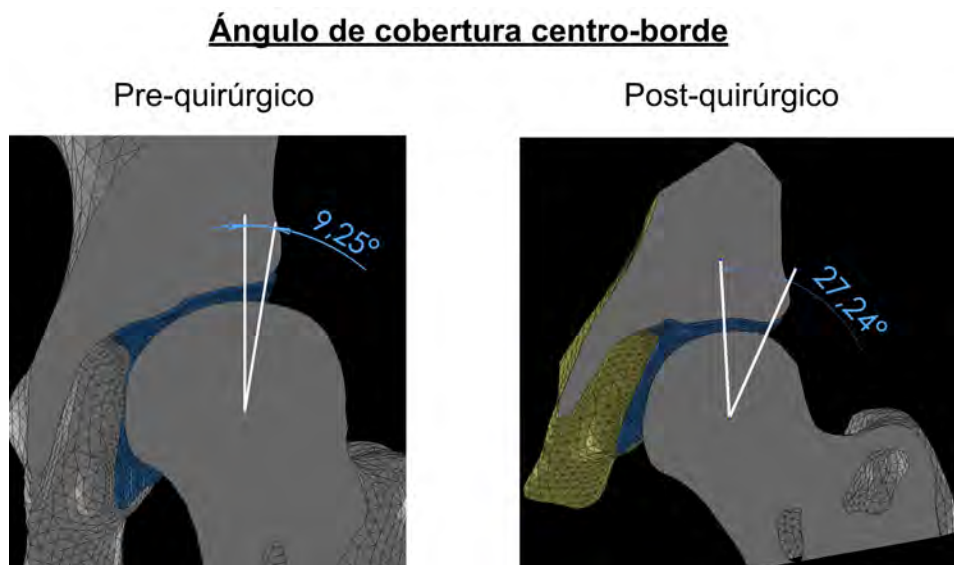 Ángulo de cobertura centro-borde
Pre-quirúrgico
Post-quirúrgico
9,25°
27,24°